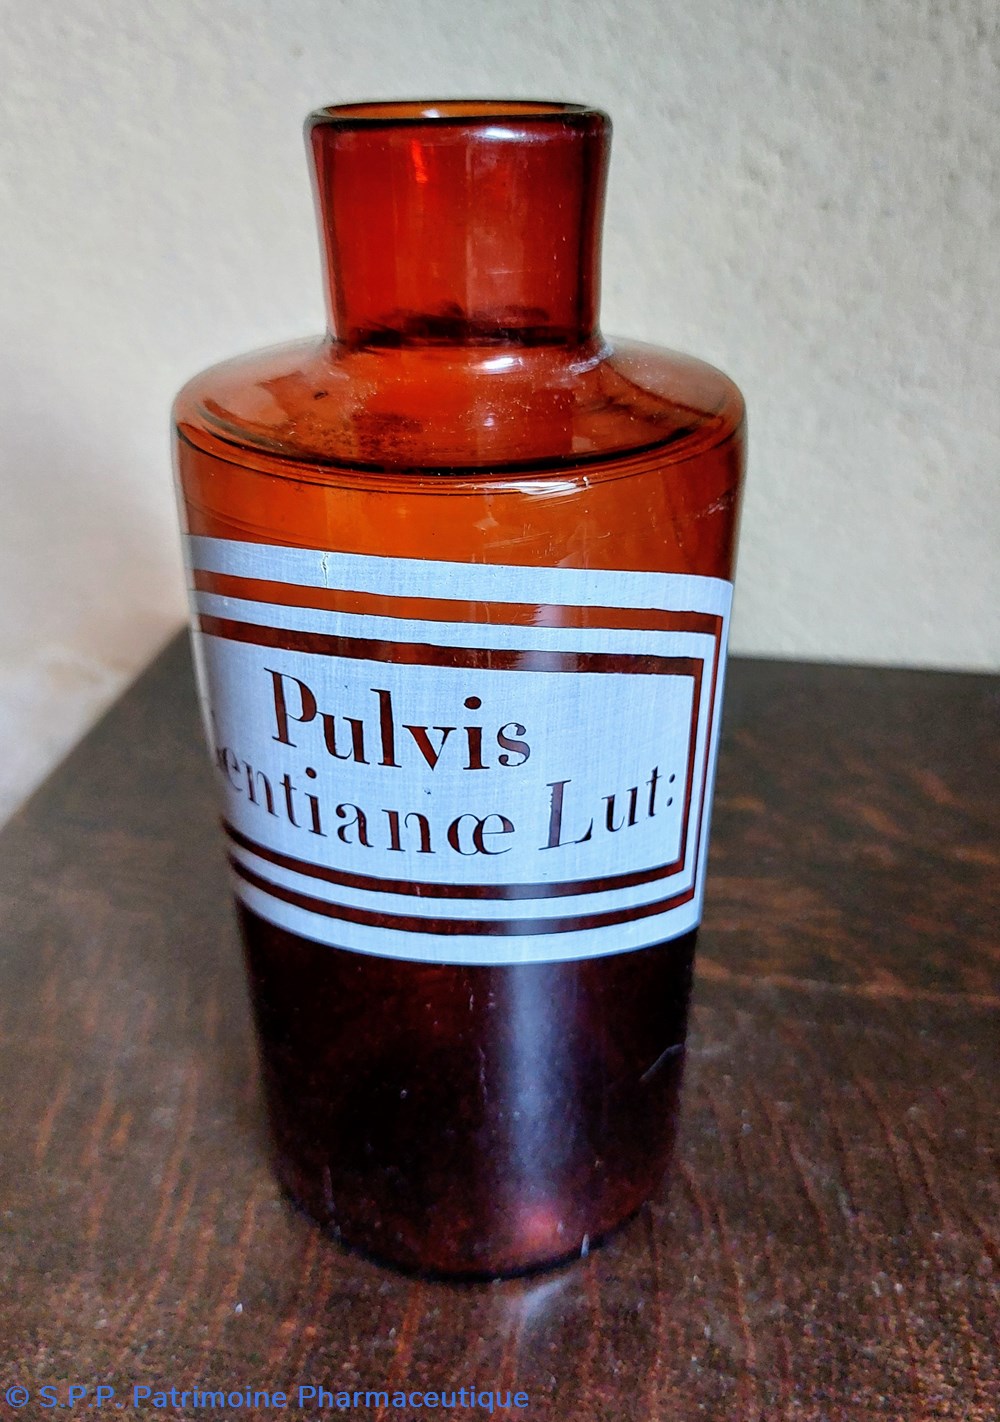 Pulvis
Gentianœ Lut:
© S.P.P. Patrimoine Pharmaceutique